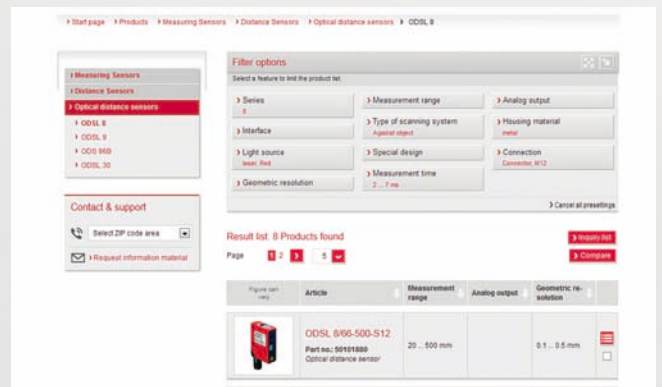 Start page Products Measuring Sensors Distance Sensors Optical distance sensors ODSL 8
Measuring Sensors
Distance Sensors
Optical distance sensors
ODSL 8
ODSL 9
ODS 96B
ODSL 30
Contact & support
Select ZIP code area
Request information material
Filter options
Select a feature to limit the product list.
Series
8
Measurement range
Analog output
Interface
Type of scanning system
Against object
Housing material
metal
Light source
laser, Red
Special design
Connection
Connector, M12
Geometric resolution
Measurement time
2 ... 7 ms
Cancel all presettings
Result list: 8 Products found
Inquiry list
Page 1 2 5
Compare
Figure can vary
Article
Measurement range
Analog output
Geometric re-
solution
ODSL 8/66-500-S12
Part no.: 50101880
Optical distance sensor
20 ... 500 mm
0.1 ... 0.5 mm